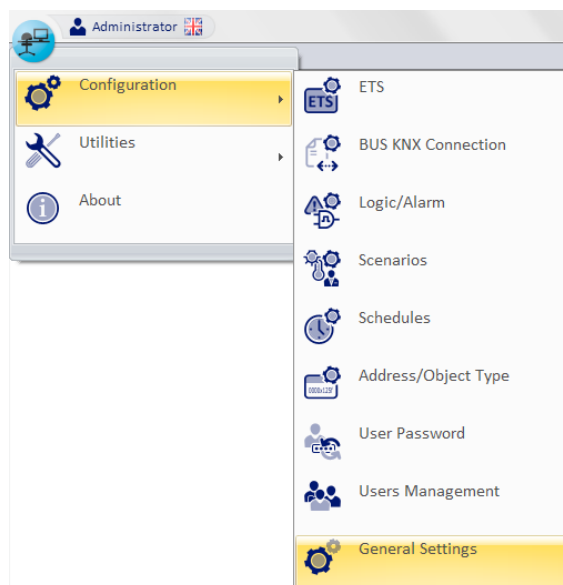 Administrator
Configuration
Utilities
About
ETS
ETS
BUS KNX Connection
Logic/Alarm
Scenarios
Schedules
Address/Object Type
User Password
Users Management
General Settings